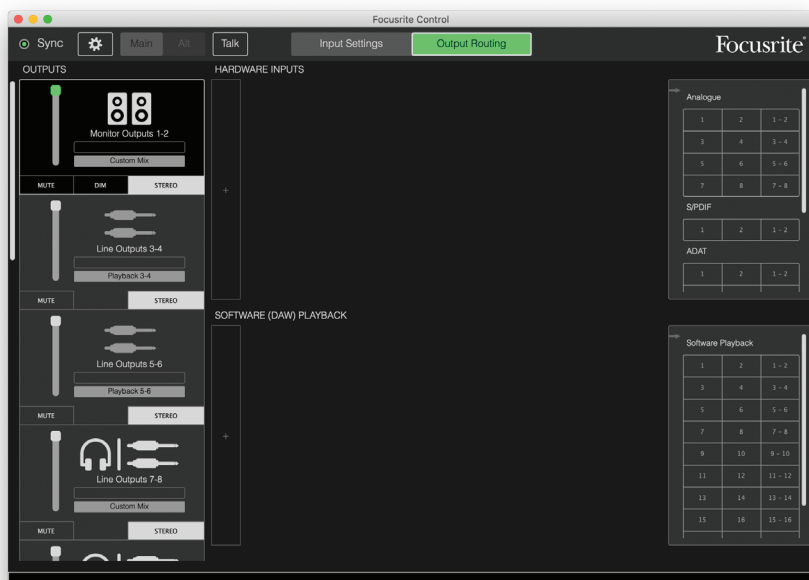 Focusrite Control
Sync Main Alt Talk Input Settings Output Routing Focusrite
OUTPUTS
Monitor Outputs 1-2
Custom Mix
MUTE DIM STEREO
Line Outputs 3-4
Playback 3-4
MUTE STEREO
Line Outputs 5-6
Playback 5-6
MUTE STEREO
Line Outputs 7-8
Custom Mix
MUTE STEREO
HARDWARE INPUTS
+
Analogue
1 2 1 - 2
3 4 3 - 4
5 6 5 - 6
7 8 7 - 8
S/PDIF
1 2 1 - 2
ADAT
1 2 1 - 2
SOFTWARE (DAW) PLAYBACK
+
Software Playback
1 2 1 - 2
3 4 3 - 4
5 6 5 - 6
7 8 7 - 8
9 10 9 - 10
11 12 11 - 12
13 14 13 - 14
15 16 15 - 16